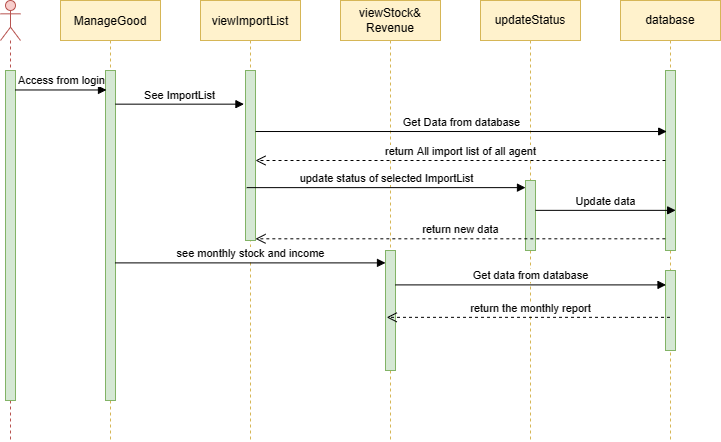 ManageGood
viewImportList
viewStock&
Revenue
updateStatus
database
Access from login
See ImportList
Get Data from database
return All import list of all agent
update status of selected ImportList
Update data
return new data
see monthly stock and income
Get data from database
return the monthly report